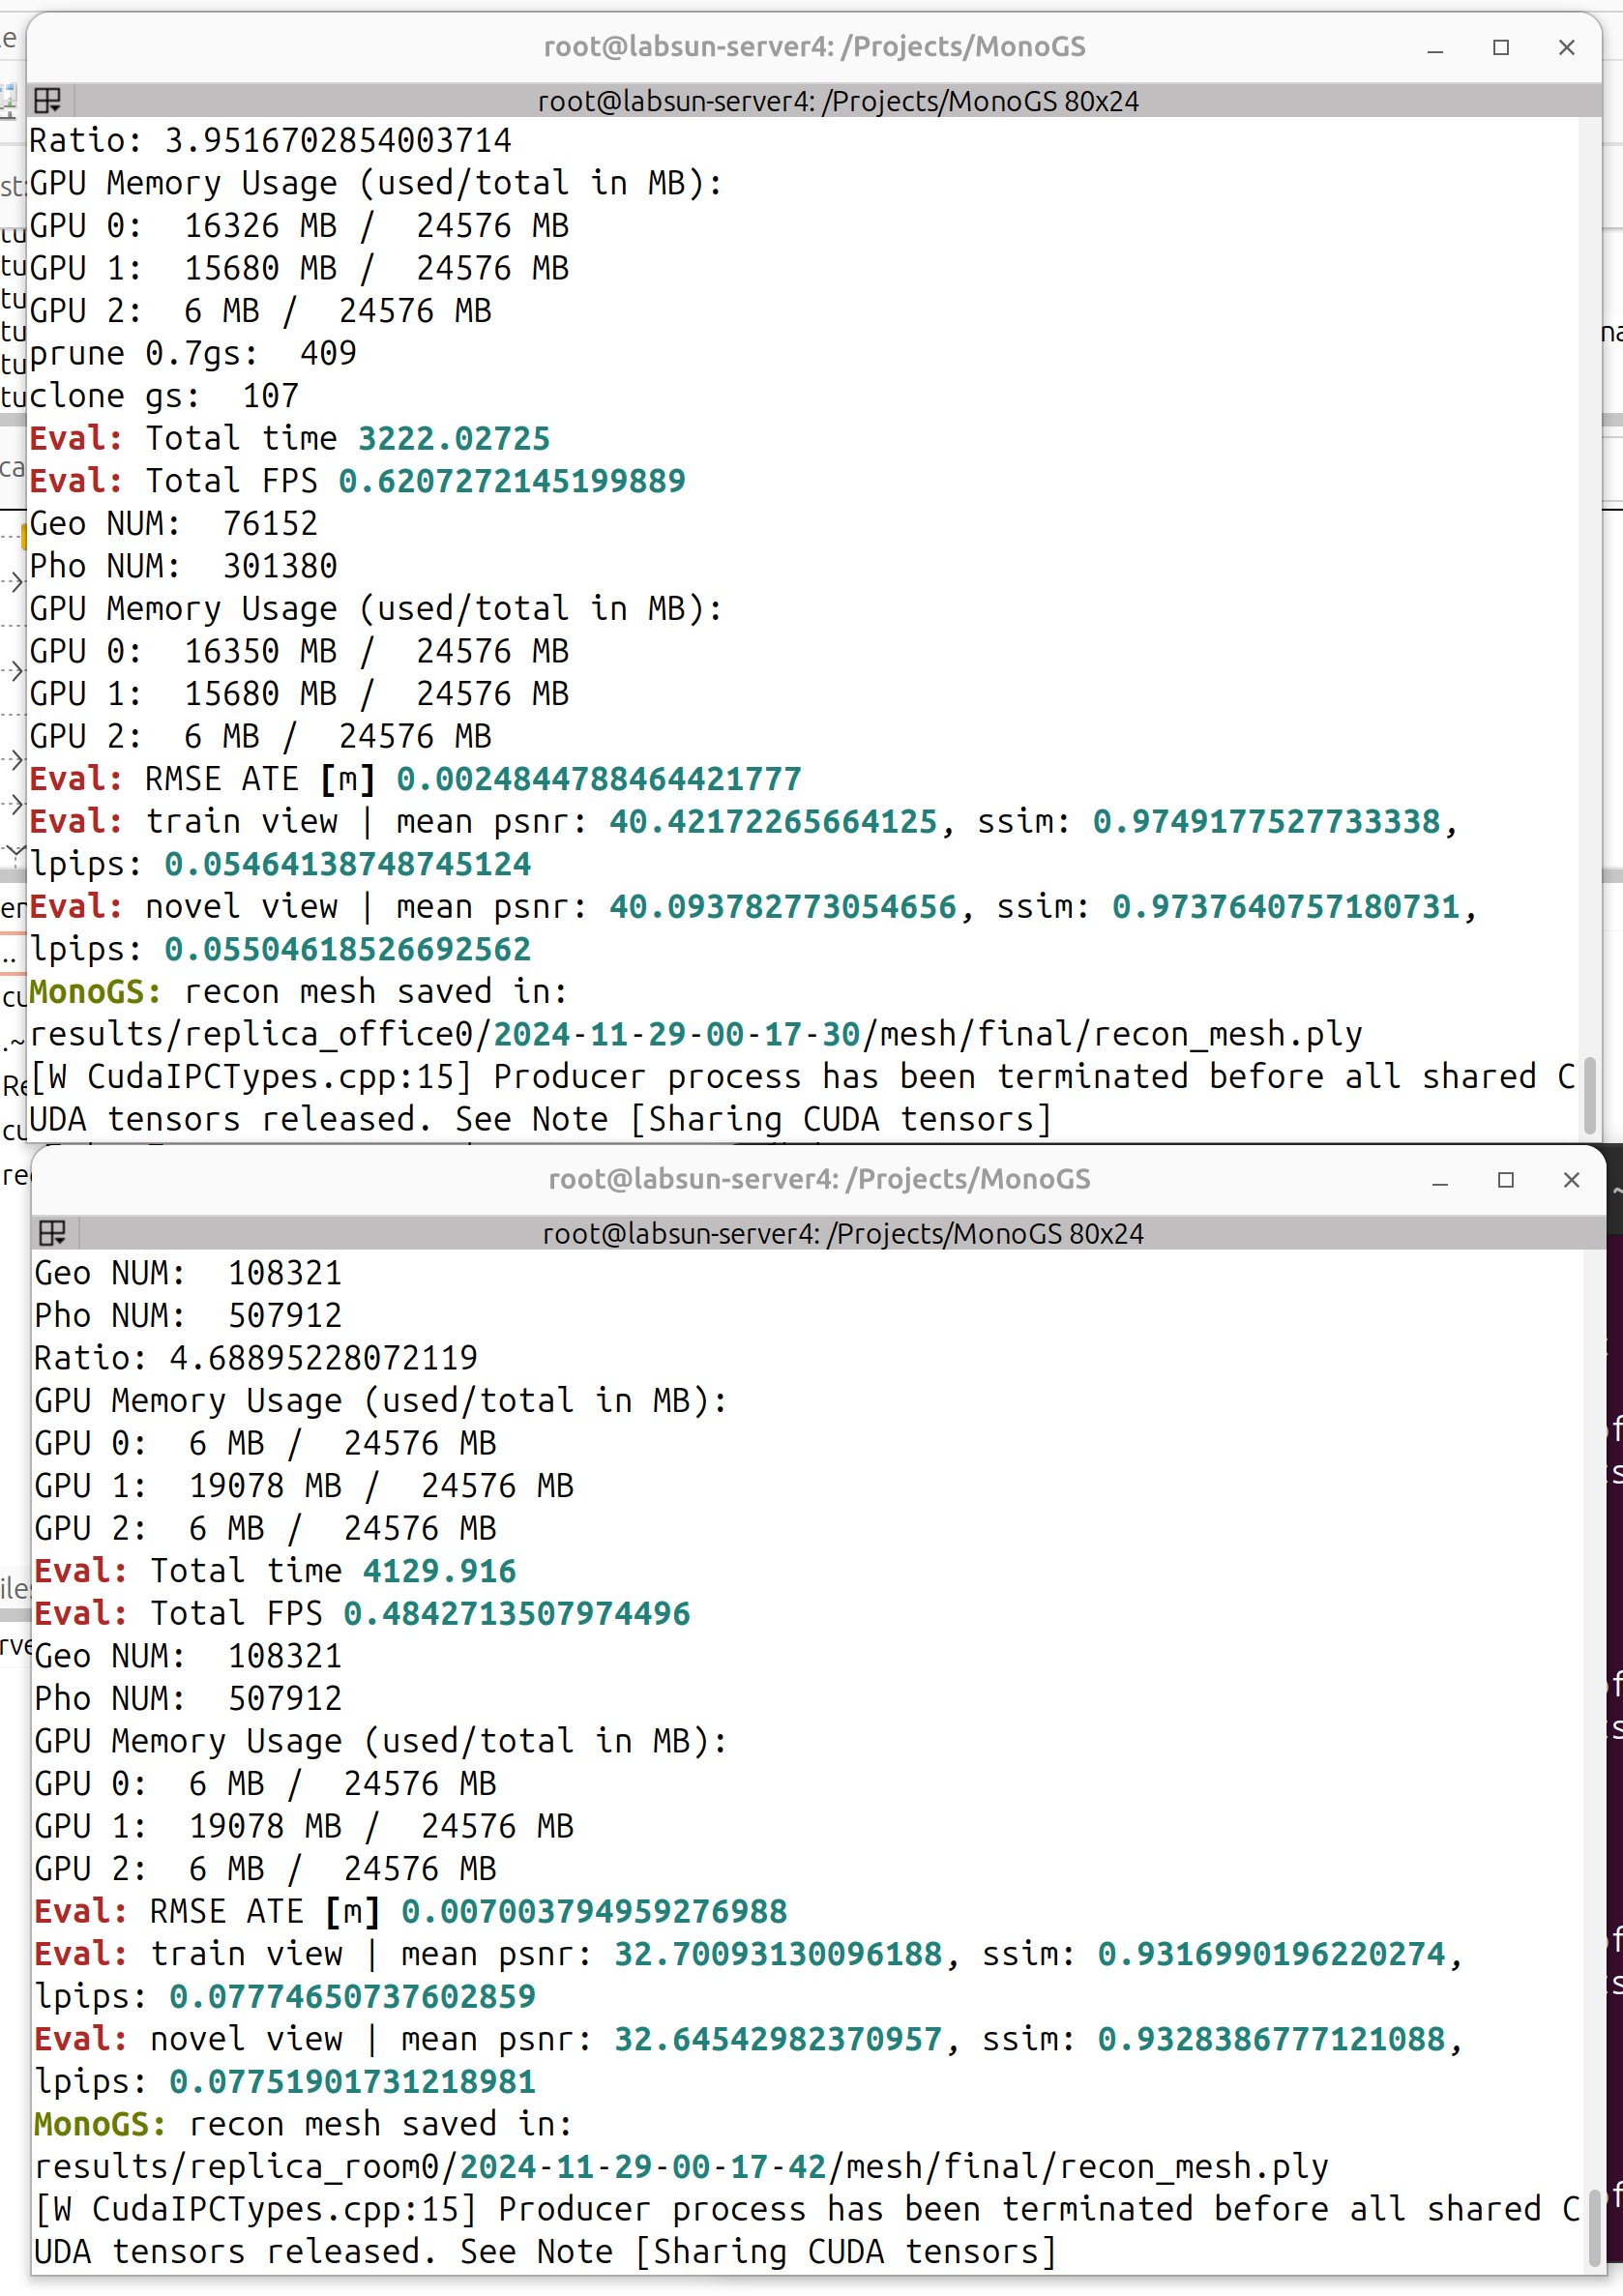 root@labsun-server4: /Projects/MonoGS
root@labsun-server4: /Projects/MonoGS 80x24
Ratio: 3.9516702854003714
GPU Memory Usage (used/total in MB):
GPU 0:  16326 MB /  24576 MB
GPU 1:  15680 MB /  24576 MB
GPU 2:  6 MB /  24576 MB
prune 0.7gs:  409
clone gs:  107
Eval: Total time 3222.02725
Eval: Total FPS 0.6207272145199889
Geo NUM:  76152
Pho NUM:  301380
GPU Memory Usage (used/total in MB):
GPU 0:  16350 MB /  24576 MB
GPU 1:  15680 MB /  24576 MB
GPU 2:  6 MB /  24576 MB
Eval: RMSE ATE [m] 0.0024844788464421777
Eval: train view | mean psnr: 40.42172265664125, ssim: 0.9749177527733338,
lpips: 0.05464138748745124
Eval: novel view | mean psnr: 40.093782773054656, ssim: 0.9737640757180731,
lpips: 0.05504618526692562
MonoGS: recon mesh saved in:
results/replica_office0/2024-11-29-00-17-30/mesh/final/recon_mesh.ply
[W CudaIPCTypes.cpp:15] Producer process has been terminated before all shared C
UDA tensors released. See Note [Sharing CUDA tensors]
root@labsun-server4: /Projects/MonoGS
root@labsun-server4: /Projects/MonoGS 80x24
Geo NUM:  108321
Pho NUM:  507912
Ratio: 4.68895228072119
GPU Memory Usage (used/total in MB):
GPU 0:  6 MB /  24576 MB
GPU 1:  19078 MB /  24576 MB
GPU 2:  6 MB /  24576 MB
Eval: Total time 4129.916
Eval: Total FPS 0.4842713507974496
Geo NUM:  108321
Pho NUM:  507912
GPU Memory Usage (used/total in MB):
GPU 0:  6 MB /  24576 MB
GPU 1:  19078 MB /  24576 MB
GPU 2:  6 MB /  24576 MB
Eval: RMSE ATE [m] 0.007003794959276988
Eval: train view | mean psnr: 32.70093130096188, ssim: 0.9316990196220274,
lpips: 0.07774650737602859
Eval: novel view | mean psnr: 32.64542982370957, ssim: 0.9328386777121088,
lpips: 0.07751901731218981
MonoGS: recon mesh saved in:
results/replica_room0/2024-11-29-00-17-42/mesh/final/recon_mesh.ply
[W CudaIPCTypes.cpp:15] Producer process has been terminated before all shared C
UDA tensors released. See Note [Sharing CUDA tensors]